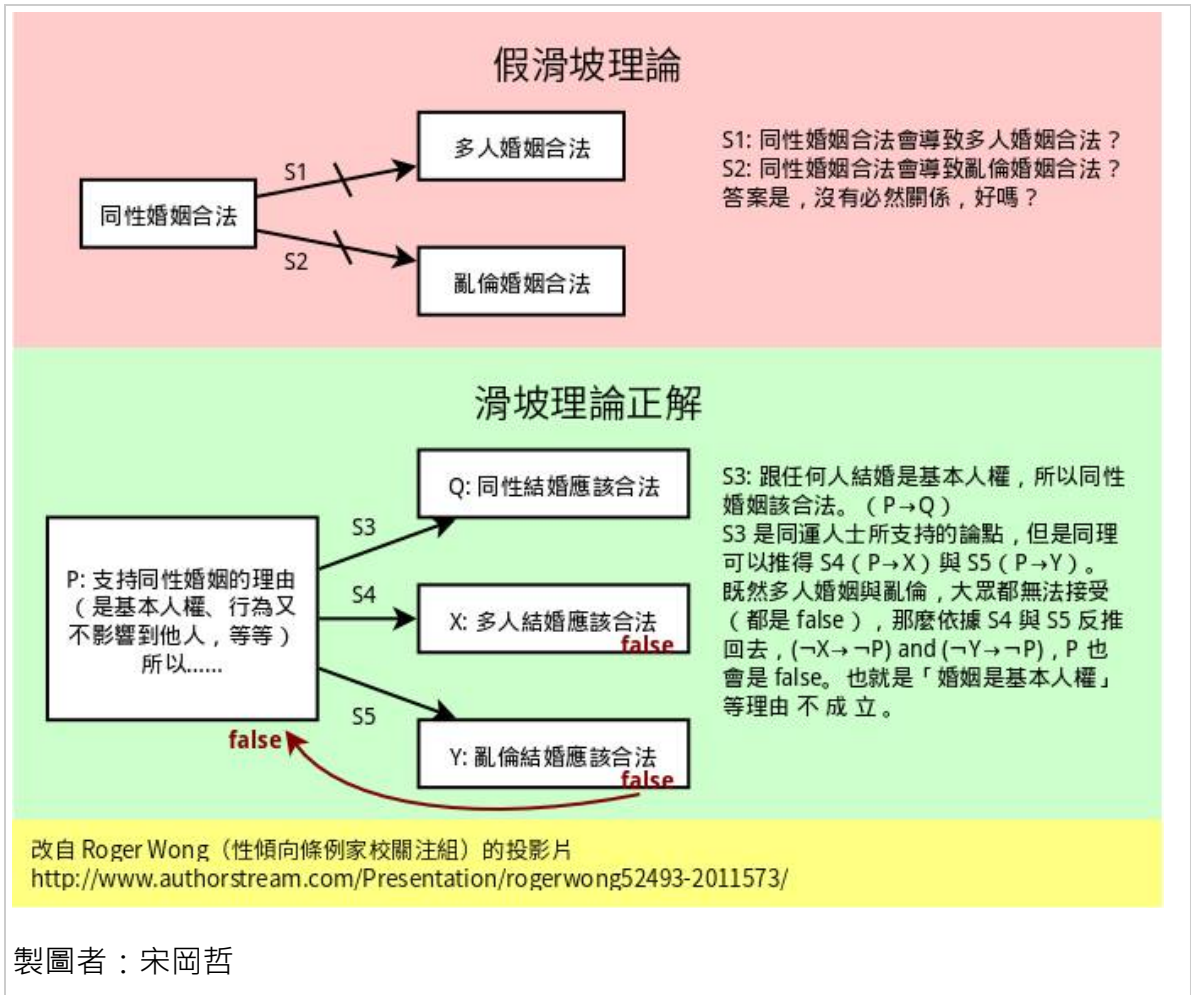 假滑坡理論
多人婚姻合法
S1
同性婚姻合法
S2
亂倫婚姻合法
S1: 同性婚姻合法會導致多人婚姻合法？
S2: 同性婚姻合法會導致亂倫婚姻合法？
答案是，沒有必然關係，好嗎？
滑坡理論正解
Q: 同性結婚應該合法
S3
P: 支持同性婚姻的理由
（是基本人權、行為又
不影響到他人，等等）
所以......
S4
X: 多人結婚應該合法
false
S5
Y: 亂倫結婚應該合法
false
false
S3: 跟任何人結婚是基本人權，所以同性
婚姻該合法。（P→Q）
S3 是同運人士所支持的論點，但是同理
可以推得 S4（P→X）與 S5（P→Y）。
既然多人婚姻與亂倫，大眾都無法接受
（都是 false），那麼依據 S4 與 S5 反推
回去，(¬X→¬P) and (¬Y→¬P)，P 也
會是 false。也就是「婚姻是基本人權」
等理由 不 成 立 。
改自 Roger Wong（性傾向條例家校關注組）的投影片
http://www.authorstream.com/Presentation/rogerwong52493-2011573/
製圖者：宋岡哲